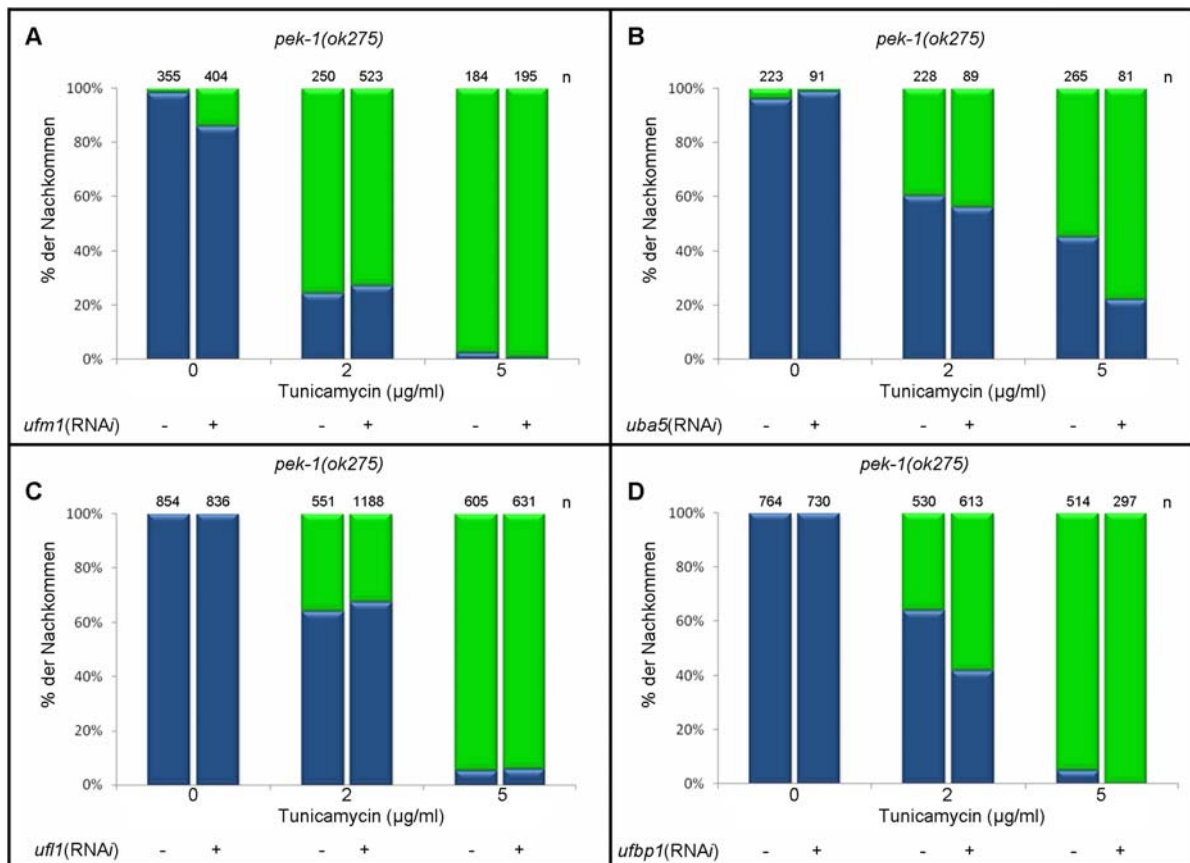 A
pek-1(ok275)
355 404 250 523 184 195 n
100%
80%
60%
40%
20%
0%
% der Nachkommen
0 2 5
Tunicamycin (µg/ml)
ufm1(RNAi) - + - + - +
B
pek-1(ok275)
223 91 228 89 265 81 n
100%
80%
60%
40%
20%
0%
% der Nachkommen
0 2 5
Tunicamycin (µg/ml)
uba5(RNAi) - + - + - +
C
pek-1(ok275)
854 836 551 1188 605 631 n
100%
80%
60%
40%
20%
0%
% der Nachkommen
0 2 5
Tunicamycin (µg/ml)
ufl1(RNAi) - + - + - +
D
pek-1(ok275)
764 730 530 613 514 297 n
100%
80%
60%
40%
20%
0%
% der Nachkommen
0 2 5
Tunicamycin (µg/ml)
ufbp1(RNAi) - + - + - +